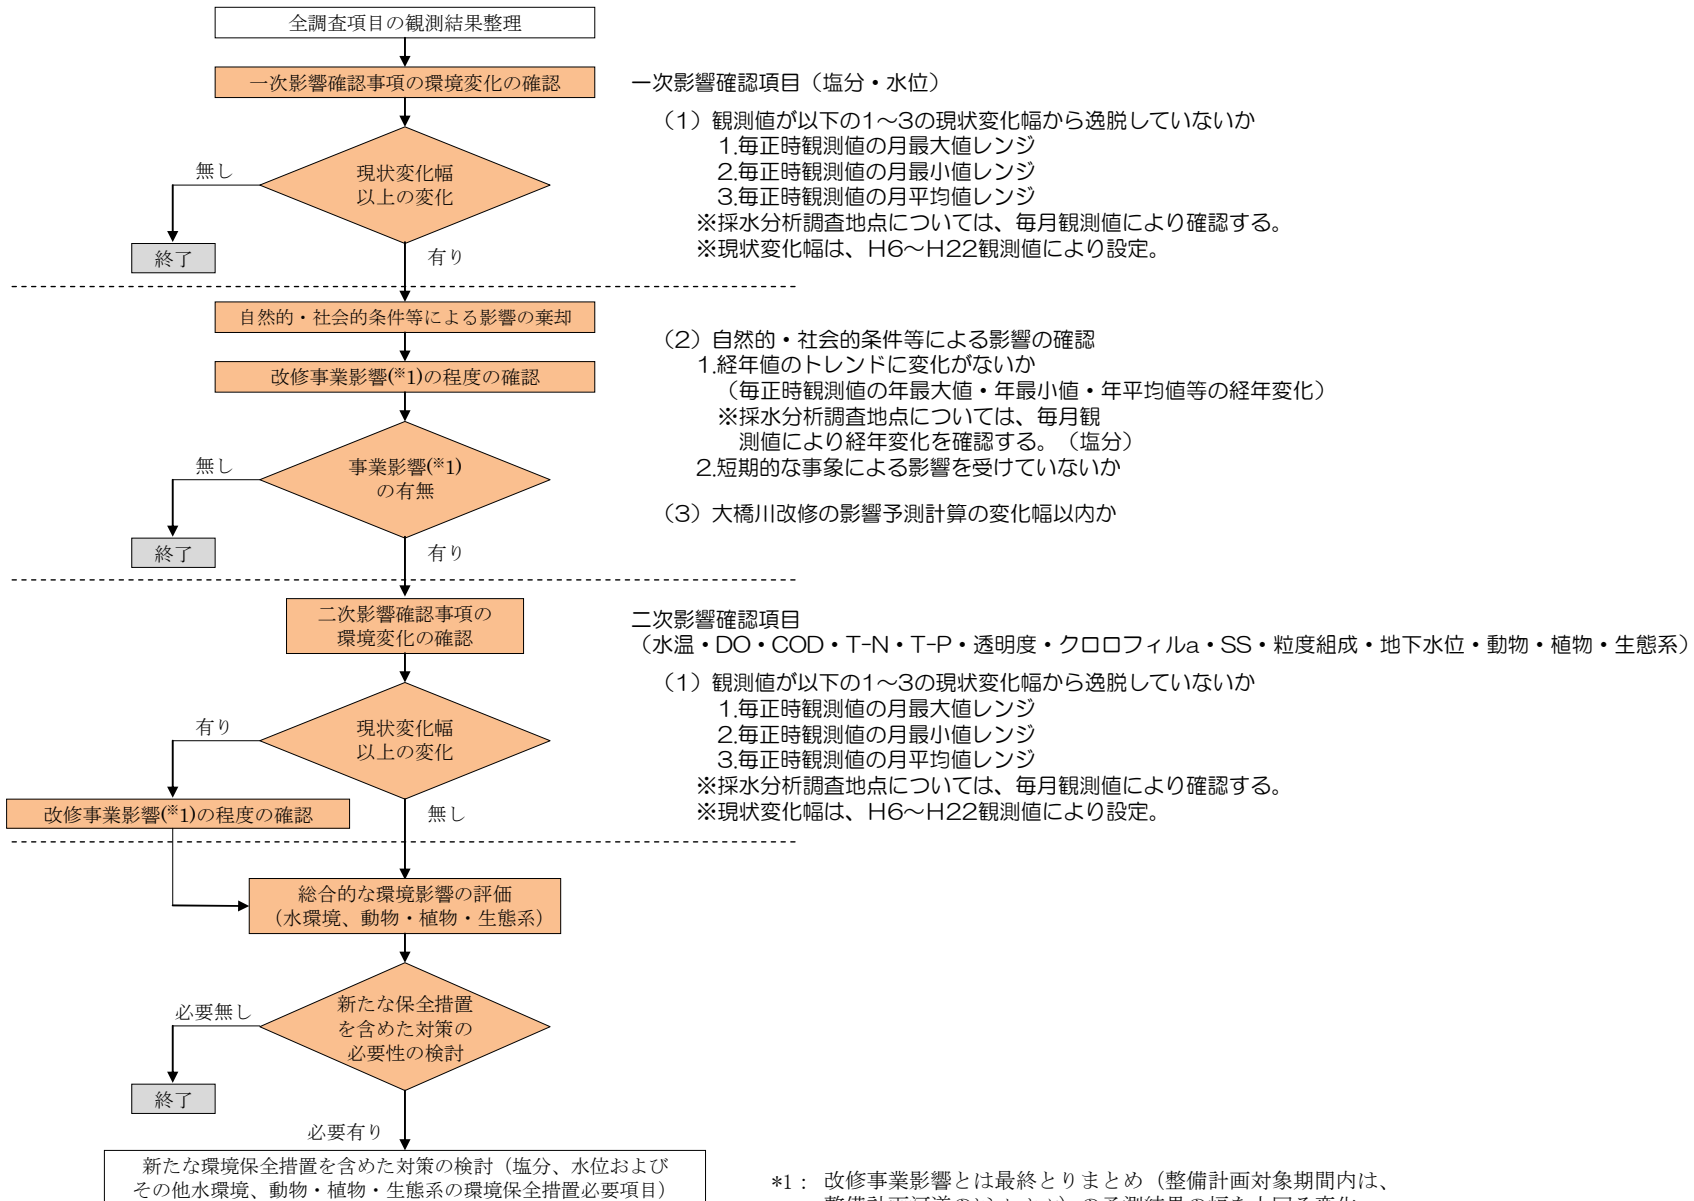 全調査項目の観測結果整理
一次影響確認事項の環境変化の確認
現状変化幅
以上の変化
無し
終了
有り
一次影響確認項目（塩分・水位）
（1）観測値が以下の1～3の現状変化幅から逸脱していないか
1.毎正時観測値の月最大値レンジ
2.毎正時観測値の月最小値レンジ
3.毎正時観測値の月平均値レンジ
※採水分析調査地点については、毎月観測値により確認する。
※現状変化幅は、H6～H22観測値により設定。
自然的・社会的条件等による影響の棄却
改修事業影響(※1)の程度の確認
事業影響(※1)
の有無
無し
終了
有り
（2）自然的・社会的条件等による影響の確認
1.経年値のトレンドに変化がないか
（毎正時観測値の年最大値・年最小値・年平均値等の経年変化）
※採水分析調査地点については、毎月観
測値により経年変化を確認する。（塩分）
2.短期的な事象による影響を受けていないか
（3）大橋川改修の影響予測計算の変化幅以内か
二次影響確認事項の
環境変化の確認
現状変化幅
以上の変化
有り
改修事業影響(※1)の程度の確認
無し
二次影響確認項目
（水温・DO・COD・T-N・T-P・透明度・クロロフィルa・SS・粒度組成・地下水位・動物・植物・生態系）
（1）観測値が以下の1～3の現状変化幅から逸脱していないか
1.毎正時観測値の月最大値レンジ
2.毎正時観測値の月最小値レンジ
3.毎正時観測値の月平均値レンジ
※採水分析調査地点については、毎月観測値により確認する。
※現状変化幅は、H6～H22観測値により設定。
総合的な環境影響の評価
（水環境、動物・植物・生態系）
新たな保全措置
を含めた対策の
必要性の検討
必要無し
終了
必要有り
新たな環境保全措置を含めた対策の検討（塩分、水位および
その他水環境、動物・植物・生態系の環境保全措置必要項目）
*1： 改修事業影響とは最終とりまとめ（整備計画対象期間内は、